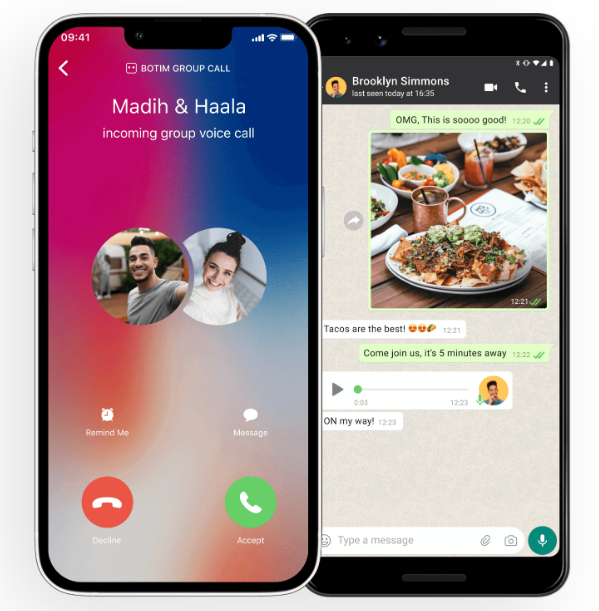 09:41
BOTIM GROUP CALL
Madih & Haala
incoming group voice call
Remind Me
Message
Decline
Accept
Brooklyn Simmons
last seen today at 16:35
OMG, This is soooo good! 12:20
12:21
Tacos are the best! 😍😍🌮 12:21
Come join us, it's 5 minutes away 12:22
0:03 12:23
ON my way! 12:23
Type a message